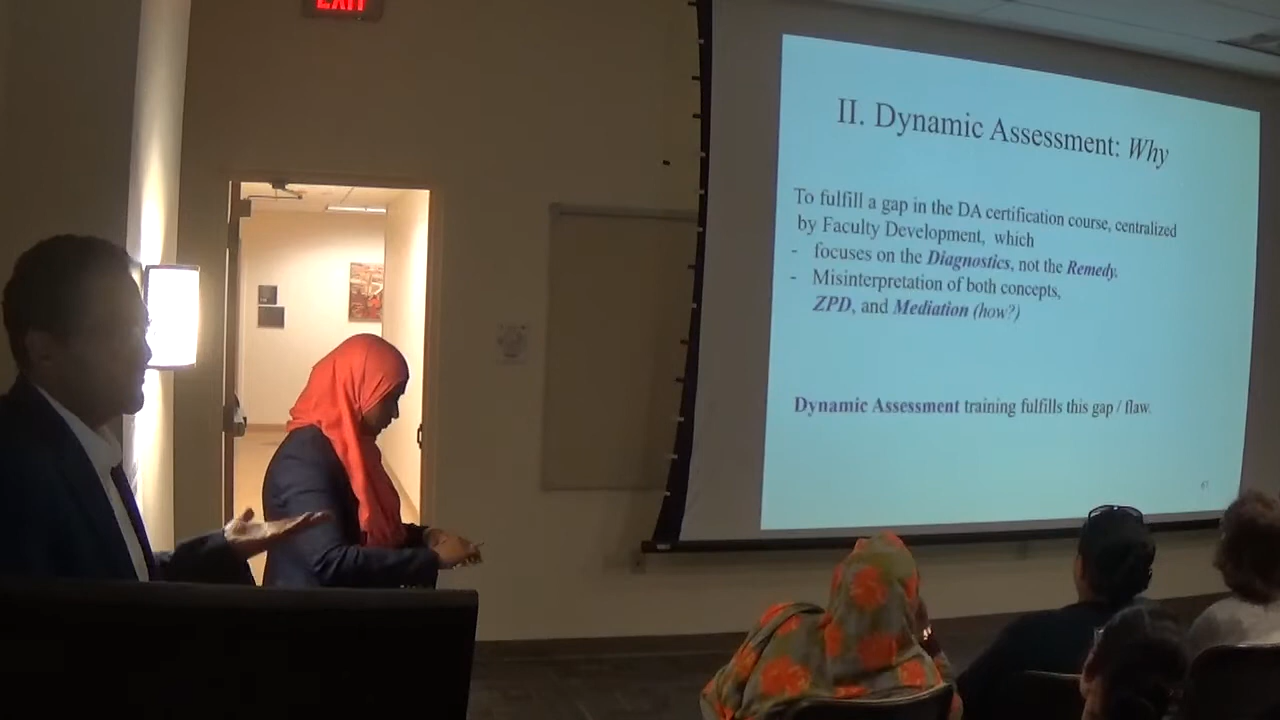 EXIT
II. Dynamic Assessment: Why
To fulfill a gap in the DA certification course, centralized
by Faculty Development, which
- focuses on the Diagnostics, not the Remedy.
- Misinterpretation of both concepts,
ZPD, and Mediation (how?)
Dynamic Assessment training fulfills this gap / flaw.